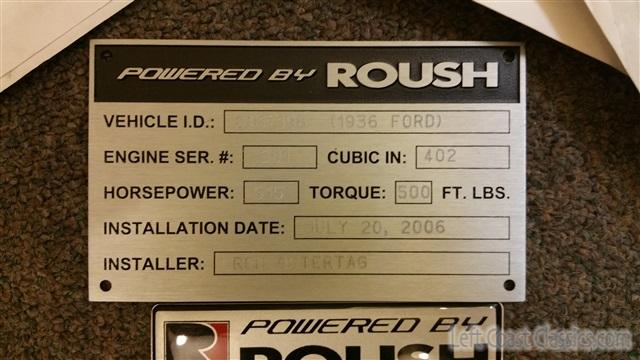 POWERED BY ROUSH
VEHICLE I.D.: (1936 FORD)
ENGINE SER. #: CUBIC IN: 402
HORSEPOWER: 515 TORQUE: 500 FT. LBS.
INSTALLATION DATE: JULY 20, 2006
INSTALLER:
POWERED BY
ROUSH
LeftCoastClassics.com